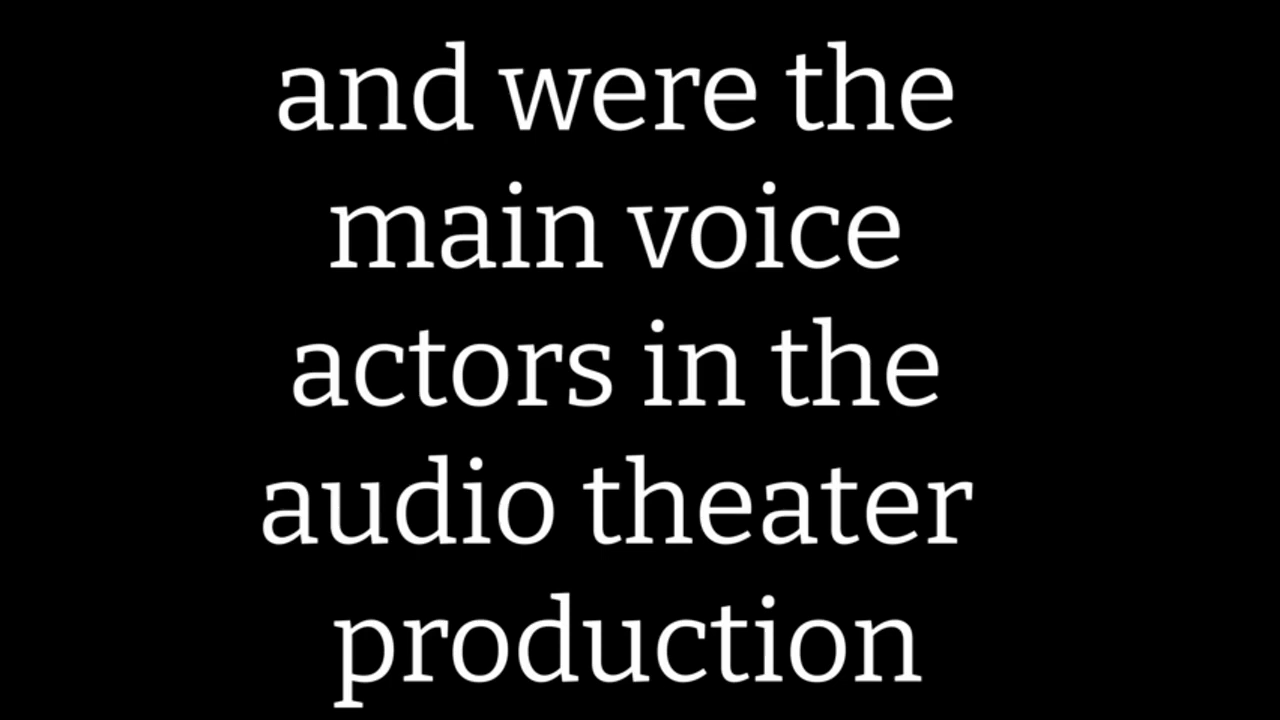 and were the
main voice
actors in the
audio theater
production